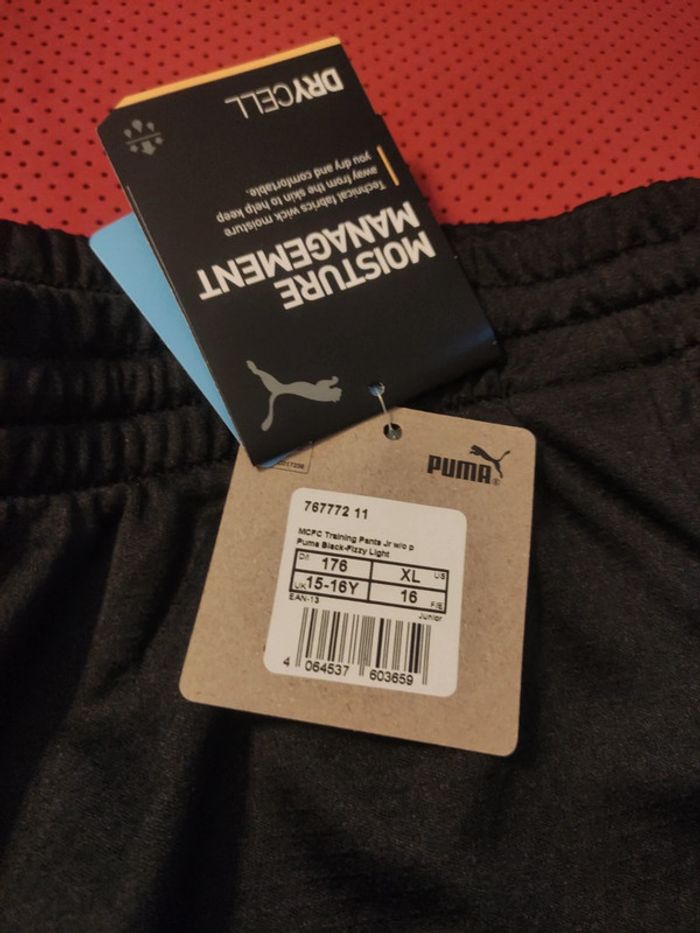 DRYCELL
MOISTURE
MANAGEMENT
Technical fabrics wick moisture
away from the skin to help keep
you dry and comfortable.
PUMA®
767772 11
MCFC Training Pants Jr w/o p
Puma Black-Fizzy Light
D/I 176 XL US
UK 15-16Y 16 F/E
EAN-13 Junior
4 064537 603659